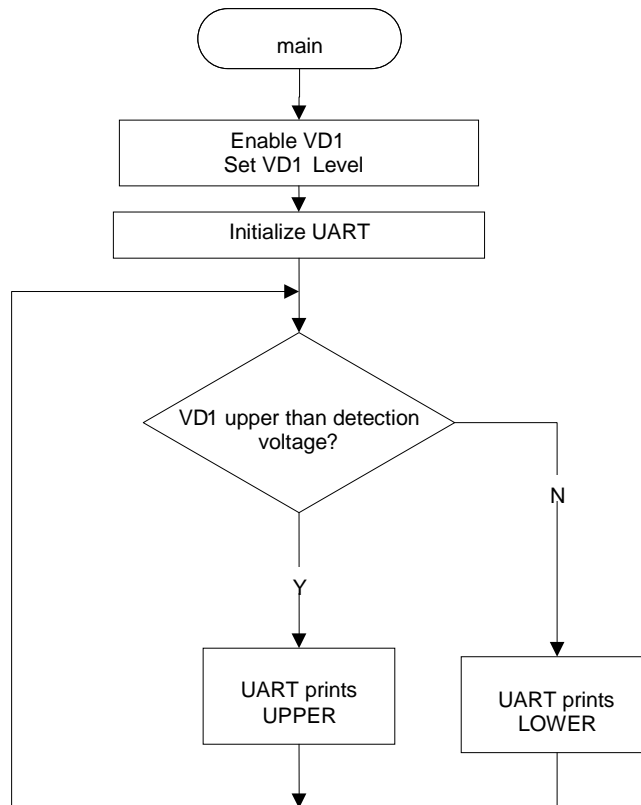 main
Enable VD1
Set VD1 Level
Initialize UART
VD1 upper than detection
voltage?
N
Y
UART prints
UPPER
UART prints
LOWER